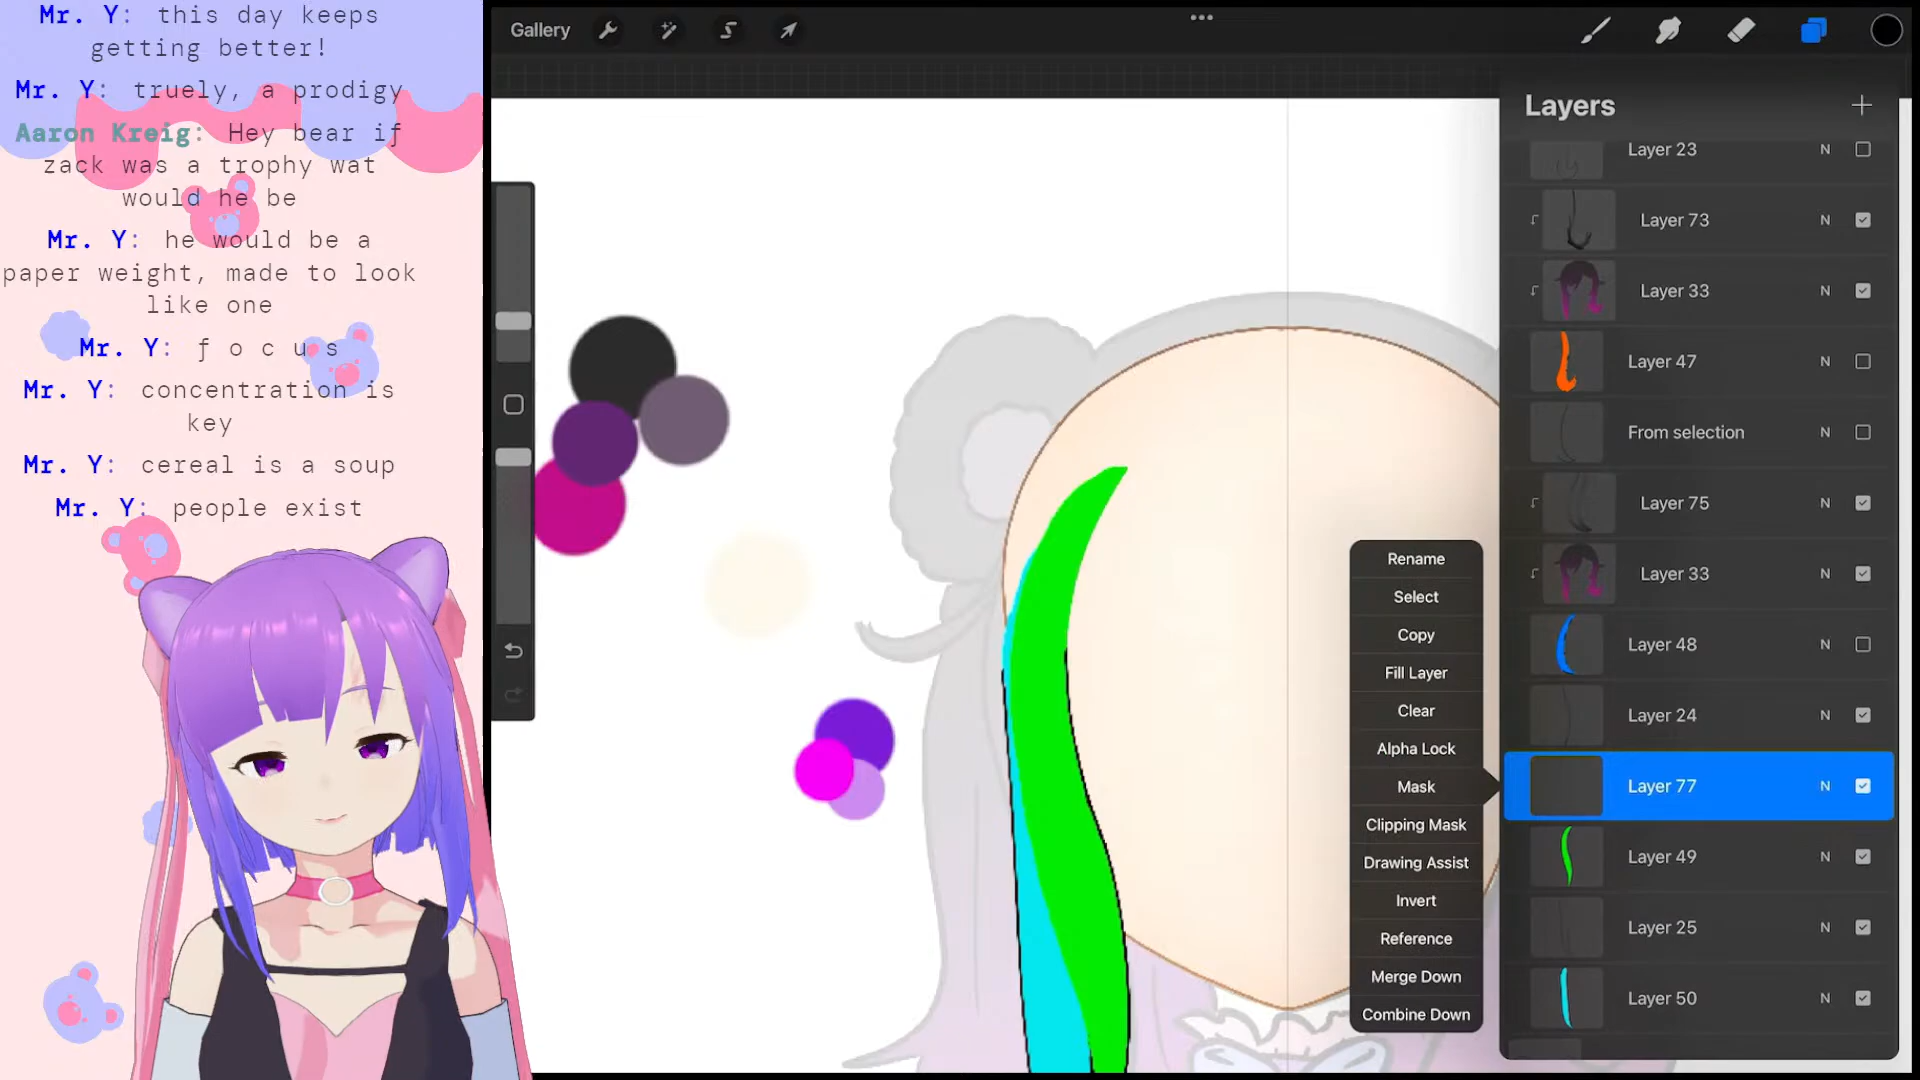 Mr. Y: this day keeps
getting better!
Mr. Y: truely, a prodigy
Aaron Kreig: Hey bear if
zack was a trophy wat
would he be
Mr. Y: he would be a
paper weight, made to look
like one
Mr. Y: f o c u s
Mr. Y: concentration is
key
Mr. Y: cereal is a soup
Mr. Y: people exist
Gallery
Layers
Layer 23 N
Layer 73 N
Layer 33 N
Layer 47 N
From selection N
Layer 75 N
Layer 33 N
Layer 48 N
Layer 24 N
Layer 77 N
Layer 49 N
Layer 25 N
Layer 50 N
Rename
Select
Copy
Fill Layer
Clear
Alpha Lock
Mask
Clipping Mask
Drawing Assist
Invert
Reference
Merge Down
Combine Down